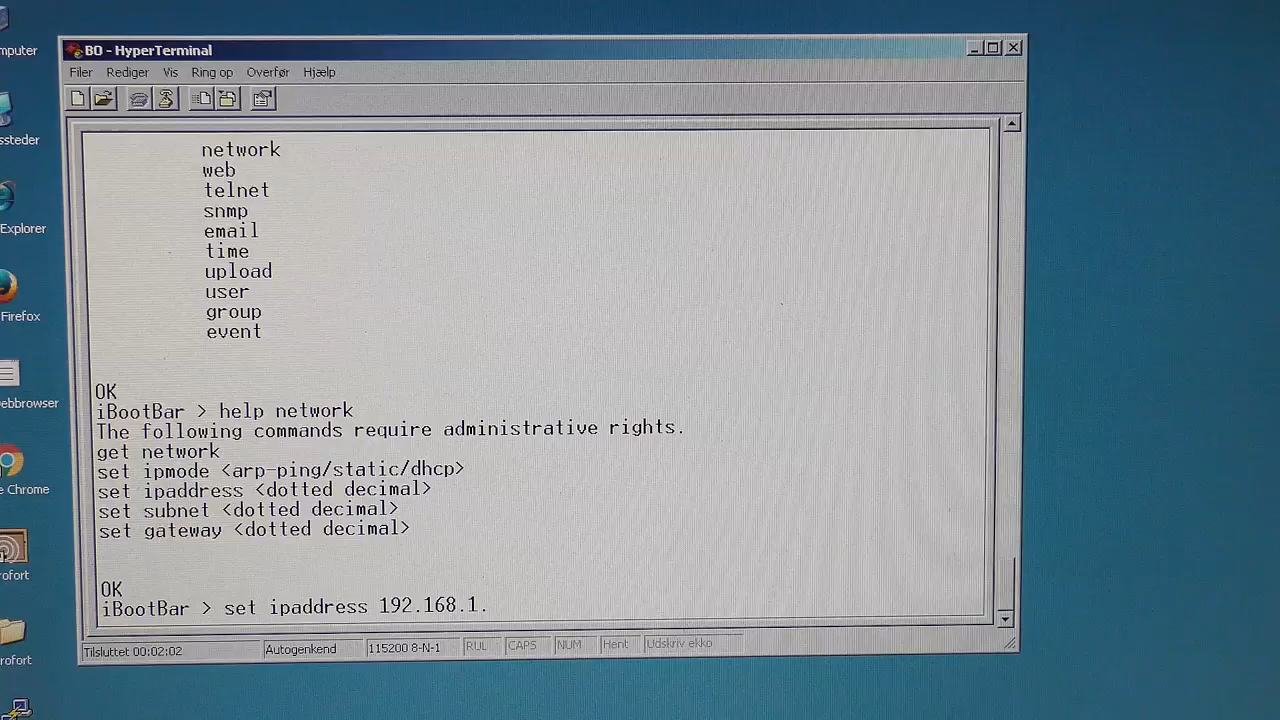 BO - HyperTerminal
Filer Rediger Vis Ring op Overfør Hjælp
network
web
telnet
snmp
email
time
upload
user
group
event
OK
iBootBar > help network
The following commands require administrative rights.
get network
set ipmode <arp-ping/static/dhcp>
set ipaddress <dotted decimal>
set subnet <dotted decimal>
set gateway <dotted decimal>
OK
iBootBar > set ipaddress 192.168.1.
Tilsluttet 00:02:02 Autogenkend 115200 8-N-1 RUL CAPS NUM Hent Udskriv ekko
mputer
ssteder
Explorer
Firefox
ebbrowser
e Chrome
rofort
rofort